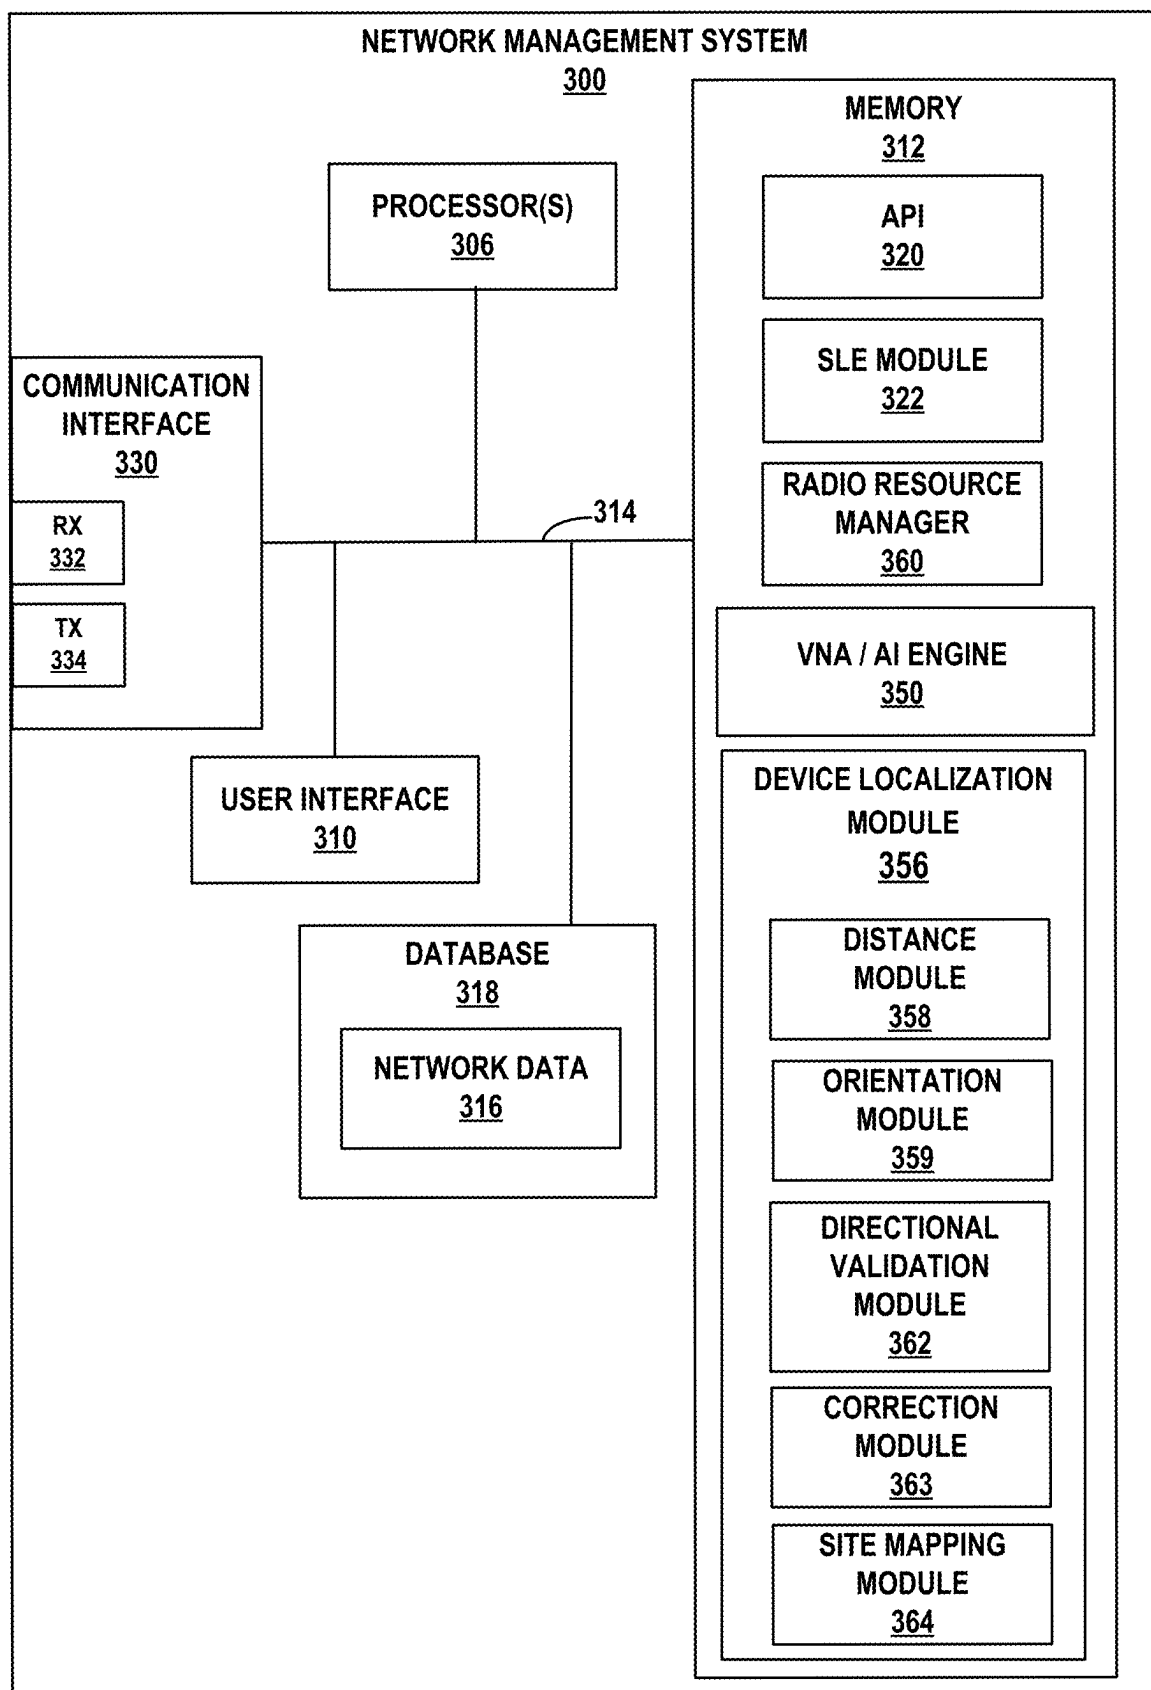 NETWORK MANAGEMENT SYSTEM
300
MEMORY
312
API
320
SLE MODULE
322
RADIO RESOURCE
MANAGER
360
VNA / AI ENGINE
350
DEVICE LOCALIZATION
MODULE
356
DISTANCE
MODULE
358
ORIENTATION
MODULE
359
DIRECTIONAL
VALIDATION
MODULE
362
CORRECTION
MODULE
363
SITE MAPPING
MODULE
364
PROCESSOR(S)
306
COMMUNICATION
INTERFACE
330
RX
332
TX
334
314
USER INTERFACE
310
DATABASE
318
NETWORK DATA
316